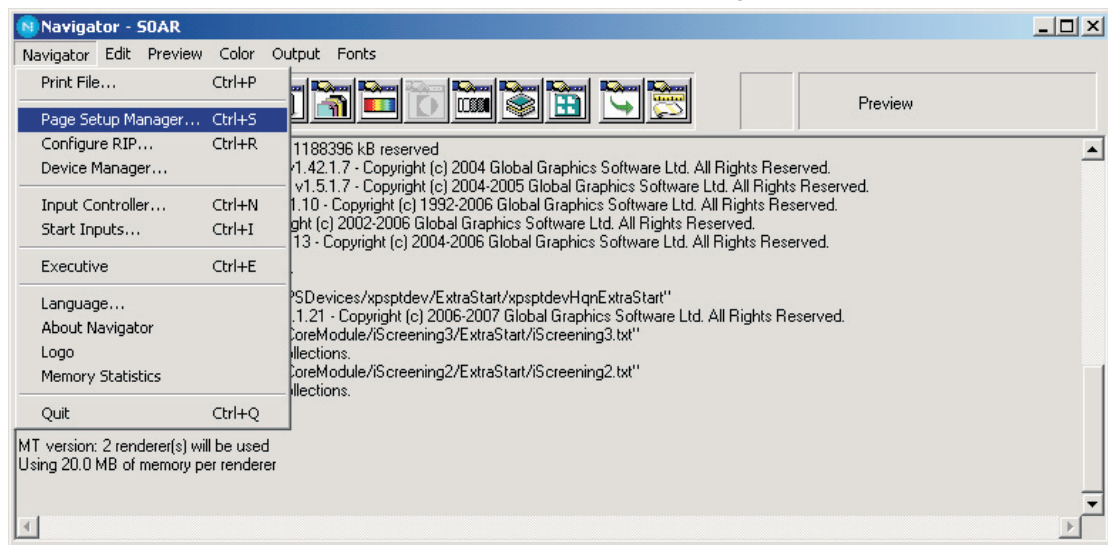 Navigator - SOAR
Navigator Edit Preview Color Output Fonts
Print File... Ctrl+P
Page Setup Manager... Ctrl+S
Configure RIP... Ctrl+R
Device Manager...
Input Controller... Ctrl+N
Start Inputs... Ctrl+I
Executive Ctrl+E
Language...
About Navigator
Logo
Memory Statistics
Quit Ctrl+Q
Preview
1188396 kB reserved
v1.42.1.7 - Copyright (c) 2004 Global Graphics Software Ltd. All Rights Reserved.
v1.5.1.7 - Copyright (c) 2004-2005 Global Graphics Software Ltd. All Rights Reserved.
1.10 - Copyright (c) 1992-2006 Global Graphics Software Ltd. All Rights Reserved.
ght (c) 2002-2006 Global Graphics Software Ltd. All Rights Reserved.
13 - Copyright (c) 2004-2006 Global Graphics Software Ltd. All Rights Reserved.
PSDevices/xpsptdev/ExtraStart/xpsptdevHqnExtraStart"
.1.21 - Copyright (c) 2006-2007 Global Graphics Software Ltd. All Rights Reserved.
CoreModule/iScreening3/ExtraStart/iScreening3.txt"
llections.
CoreModule/iScreening2/ExtraStart/iScreening2.txt"
llections.
MT version: 2 renderer(s) will be used
Using 20.0 MB of memory per renderer